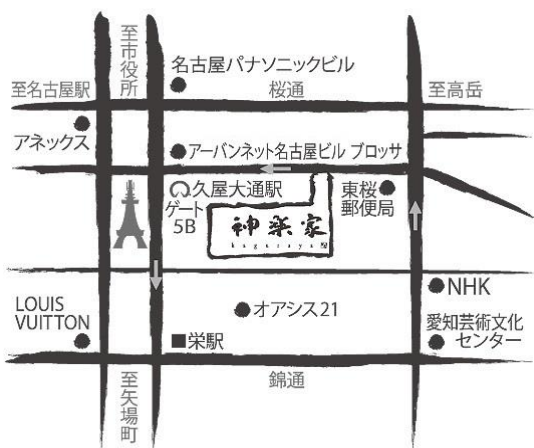 至市役所
名古屋パナソニックビル
至名古屋駅
桜通
至高岳
アネックス
アーバンネット名古屋ビル ブロッサ
久屋大通駅
ゲート
5B
東桜
郵便局
神楽家
kaguraya
NHK
LOUIS
VUITTON
オアシス21
愛知芸術文化
センター
栄駅
錦通
至矢場町